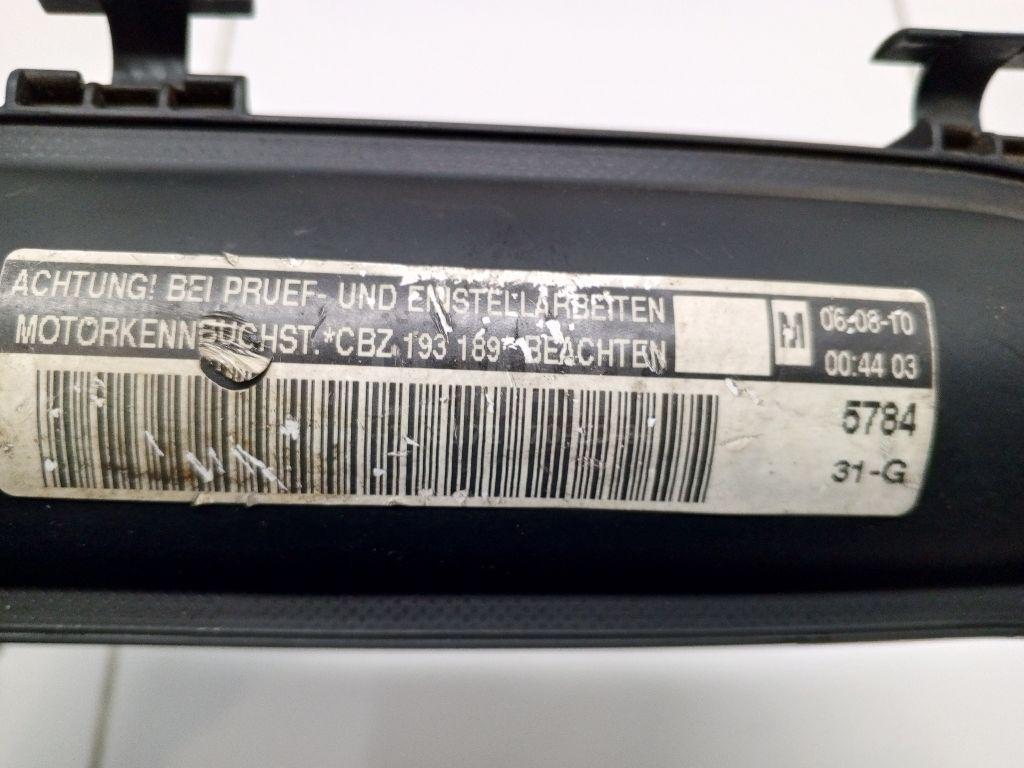 ACHTUNG! BEI PRUEF- UND EINSTELLARBEITEN
MOTORKENNBUCHST. *CBZ 193 189* BEACHTEN
M
06-08-10
00:44 03
5784
31-G